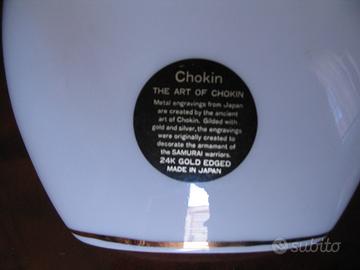 Chokin
THE ART OF CHOKIN
Metal engravings from Japan
are created by the ancient
art of Chokin. Gilded with
gold and silver, the engravings
were originally created to
decorate the armament of
the SAMURAI warriors.
24K GOLD EDGED
MADE IN JAPAN
subito